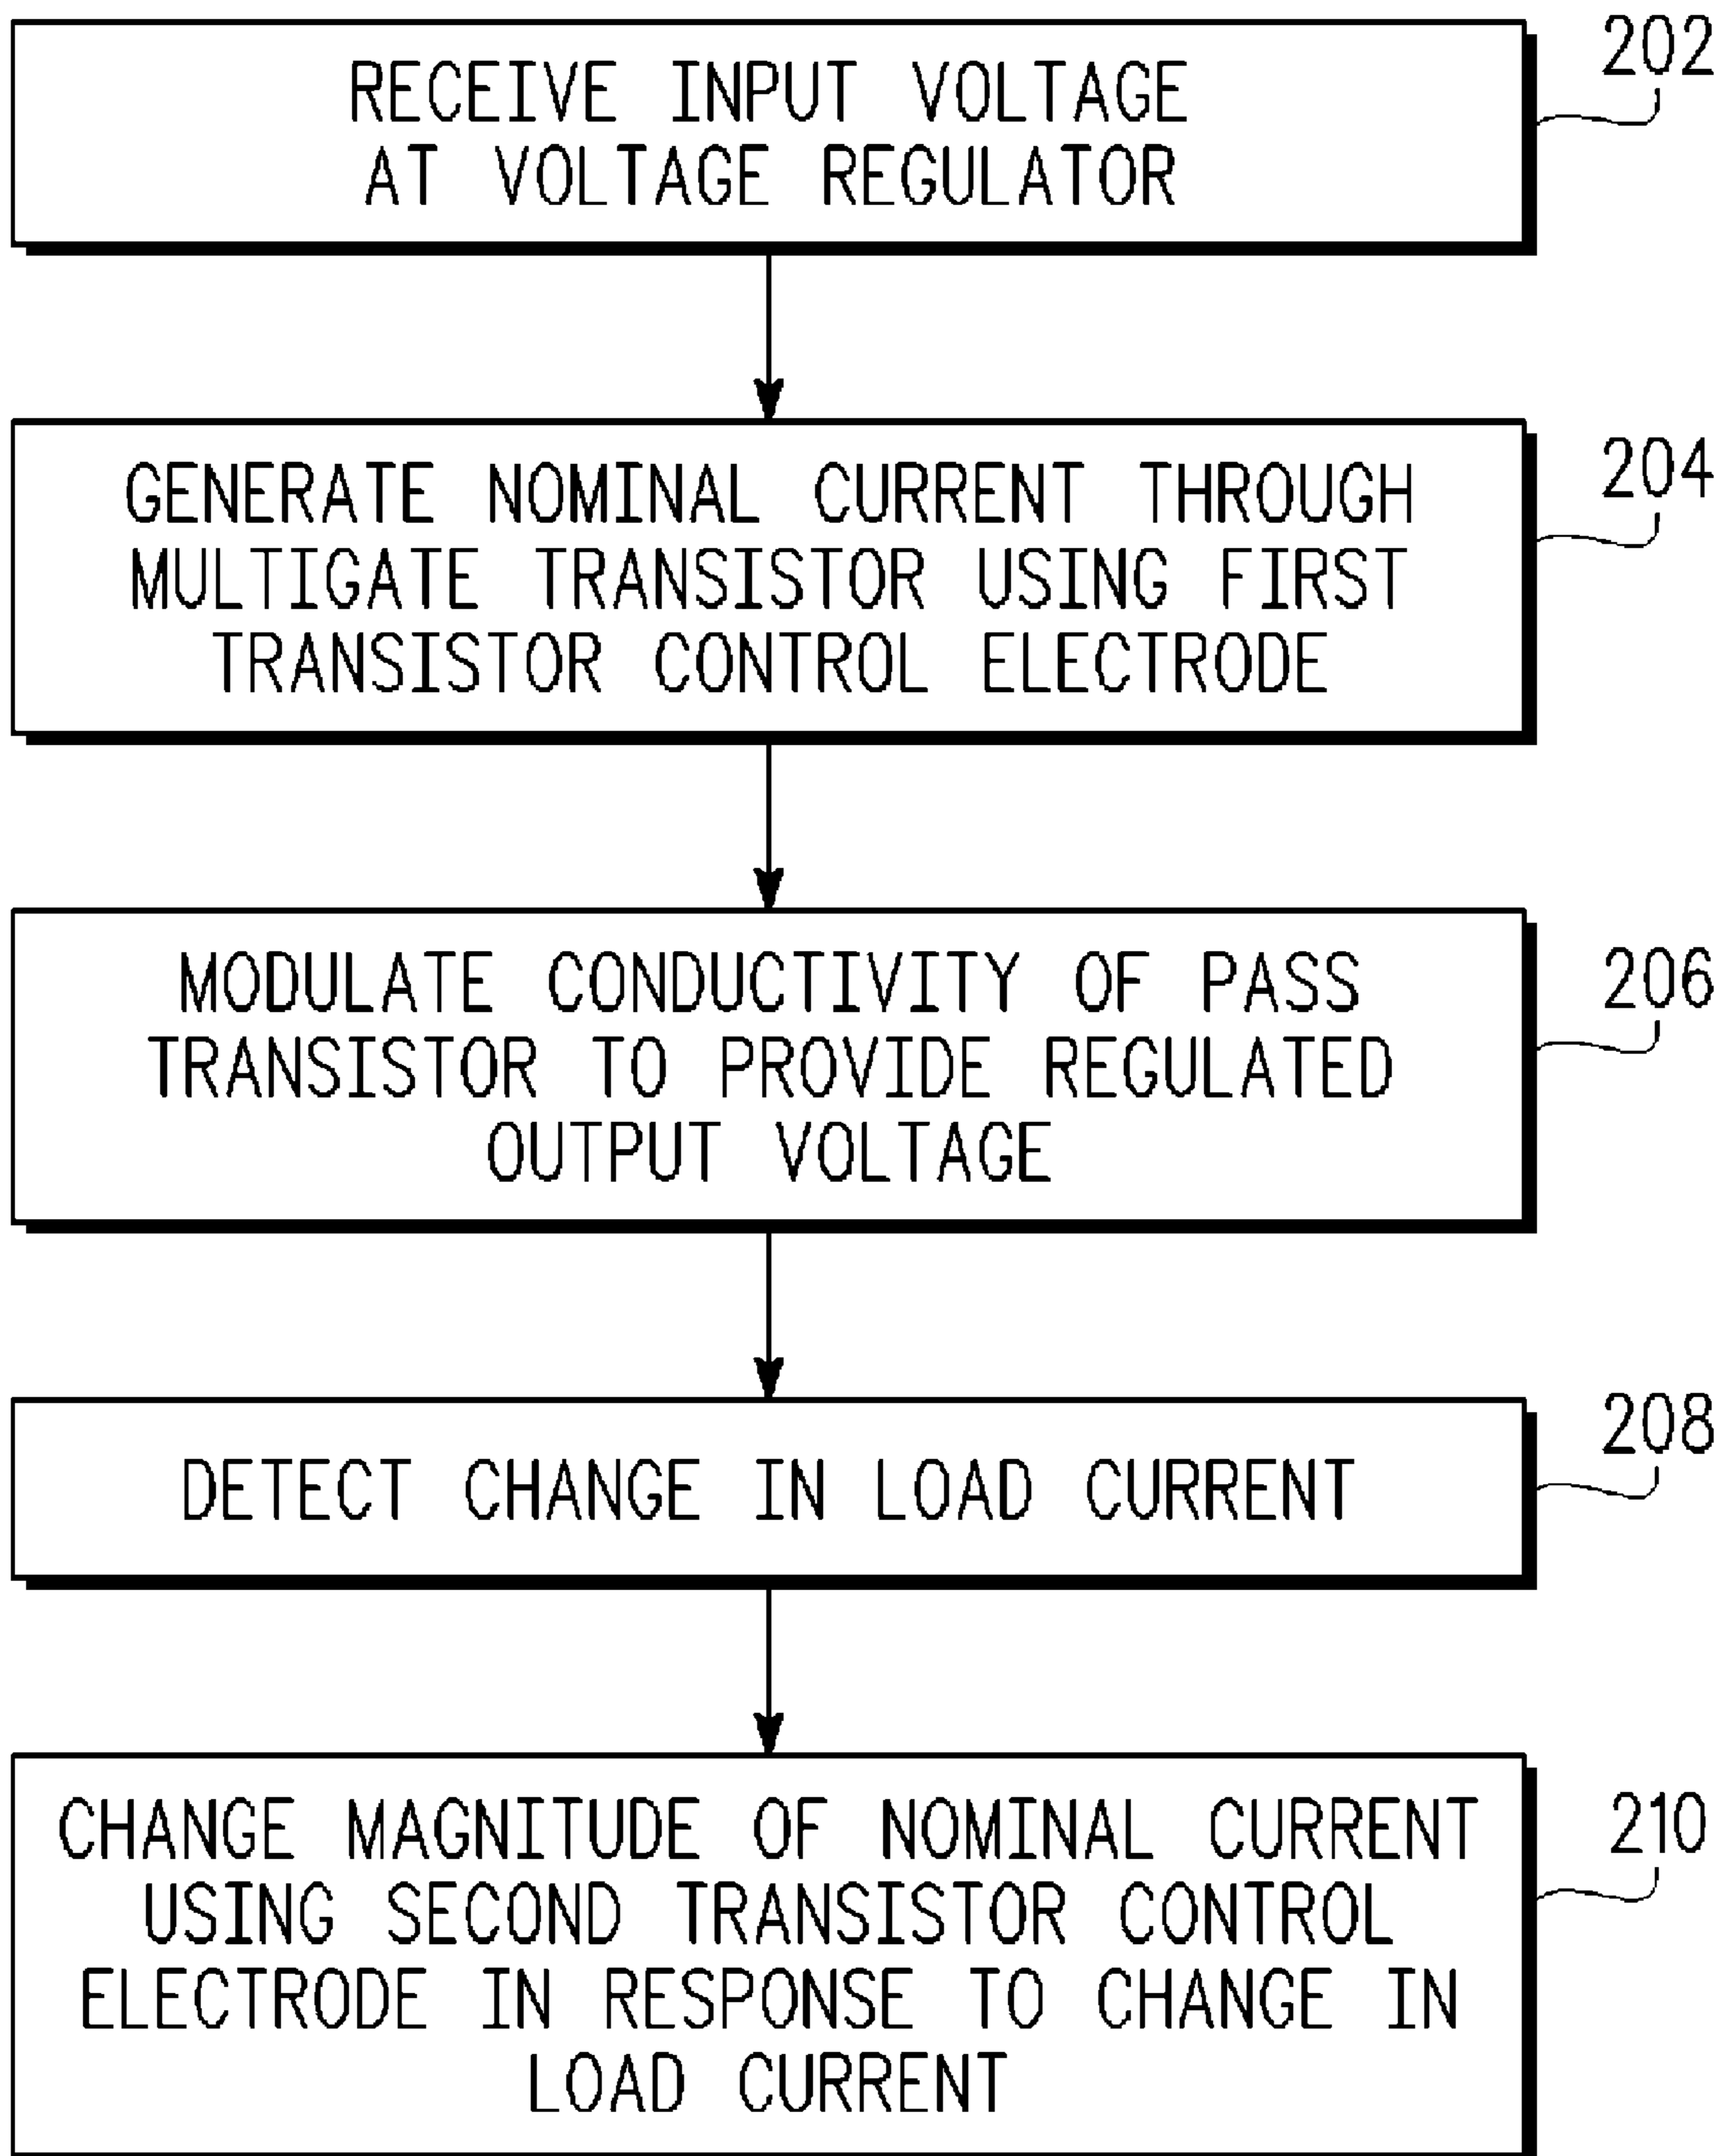 202
RECEIVE INPUT VOLTAGE
AT VOLTAGE REGULATOR
204
GENERATE NOMINAL CURRENT THROUGH
MULTIGATE TRANSISTOR USING FIRST
TRANSISTOR CONTROL ELECTRODE
206
MODULATE CONDUCTIVITY OF PASS
TRANSISTOR TO PROVIDE REGULATED
OUTPUT VOLTAGE
208
DETECT CHANGE IN LOAD CURRENT
210
CHANGE MAGNITUDE OF NOMINAL CURRENT
USING SECOND TRANSISTOR CONTROL
ELECTRODE IN RESPONSE TO CHANGE IN
LOAD CURRENT